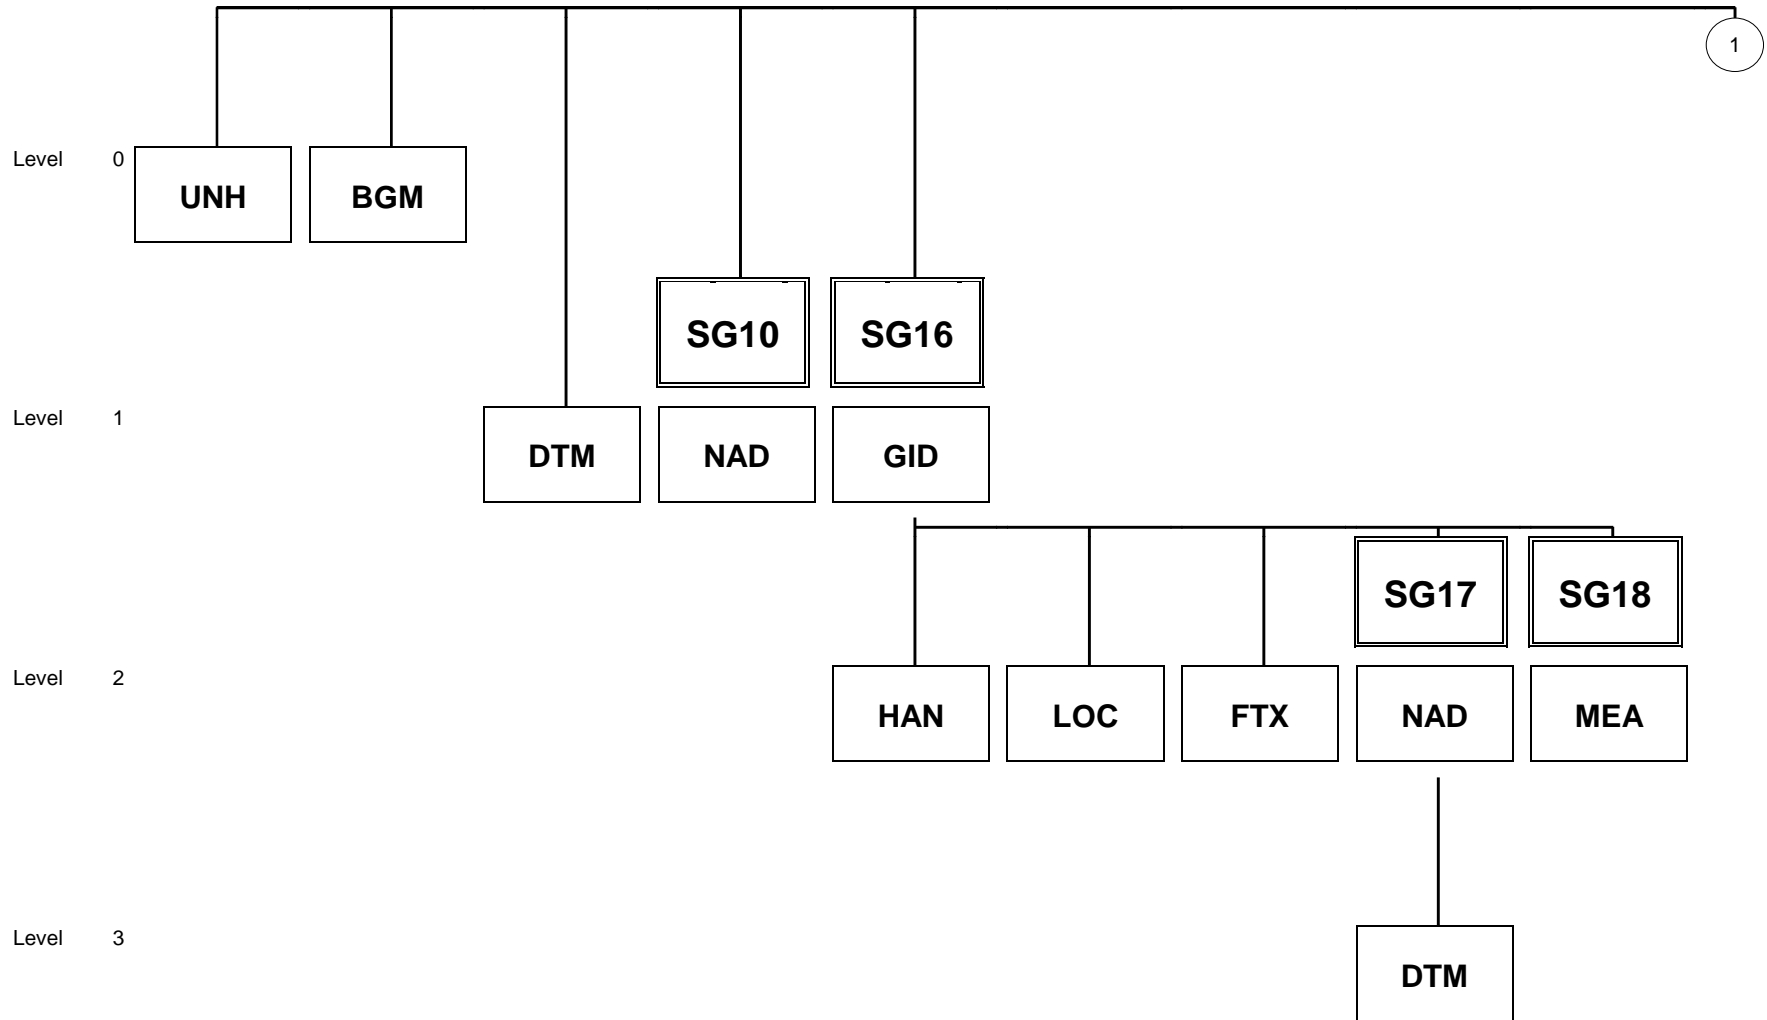 1
Level 0
UNH BGM
SG10 SG16
Level 1
DTM NAD GID
SG17 SG18
Level 2
HAN LOC FTX NAD MEA
Level 3
DTM